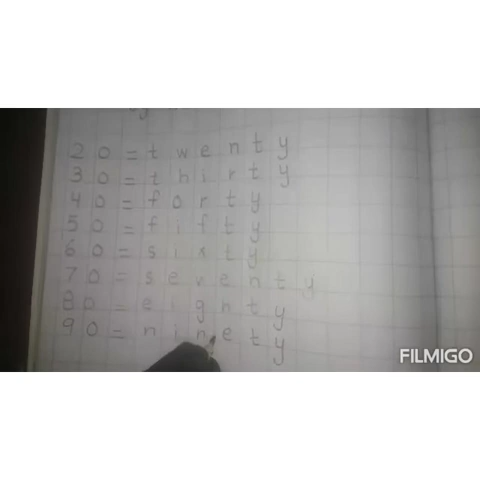 20 = twenty
30 = thirty
40 = forty
50 = fifty
60 = sixty
70 = seventy
80 = eighty
90 = ninety
FILMIGO